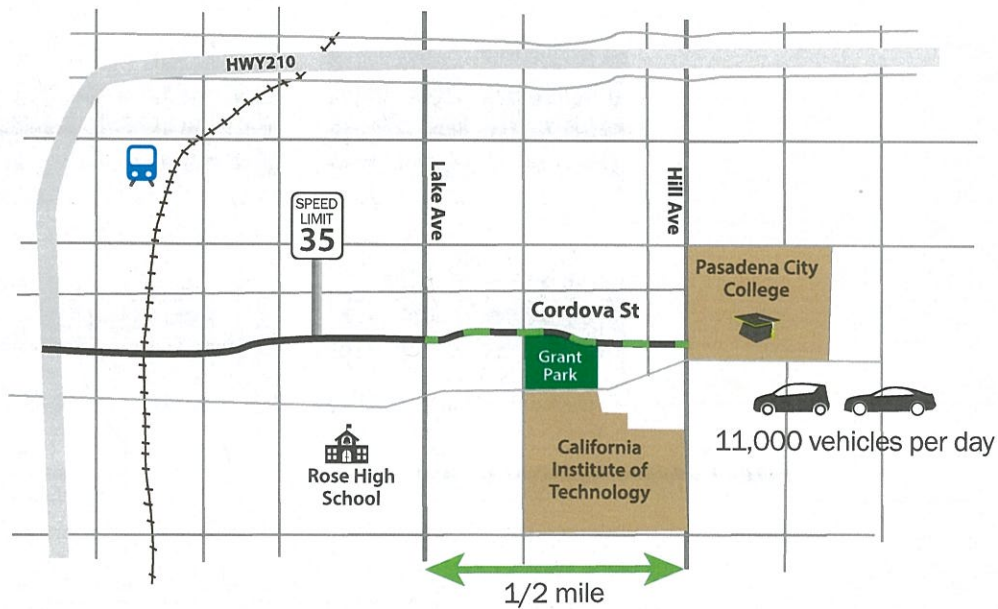 HWY210
Lake Ave
Hill Ave
SPEED
LIMIT
35
Pasadena City
College
Cordova St
Grant
Park
11,000 vehicles per day
California
Institute of
Technology
Rose High
School
1/2 mile